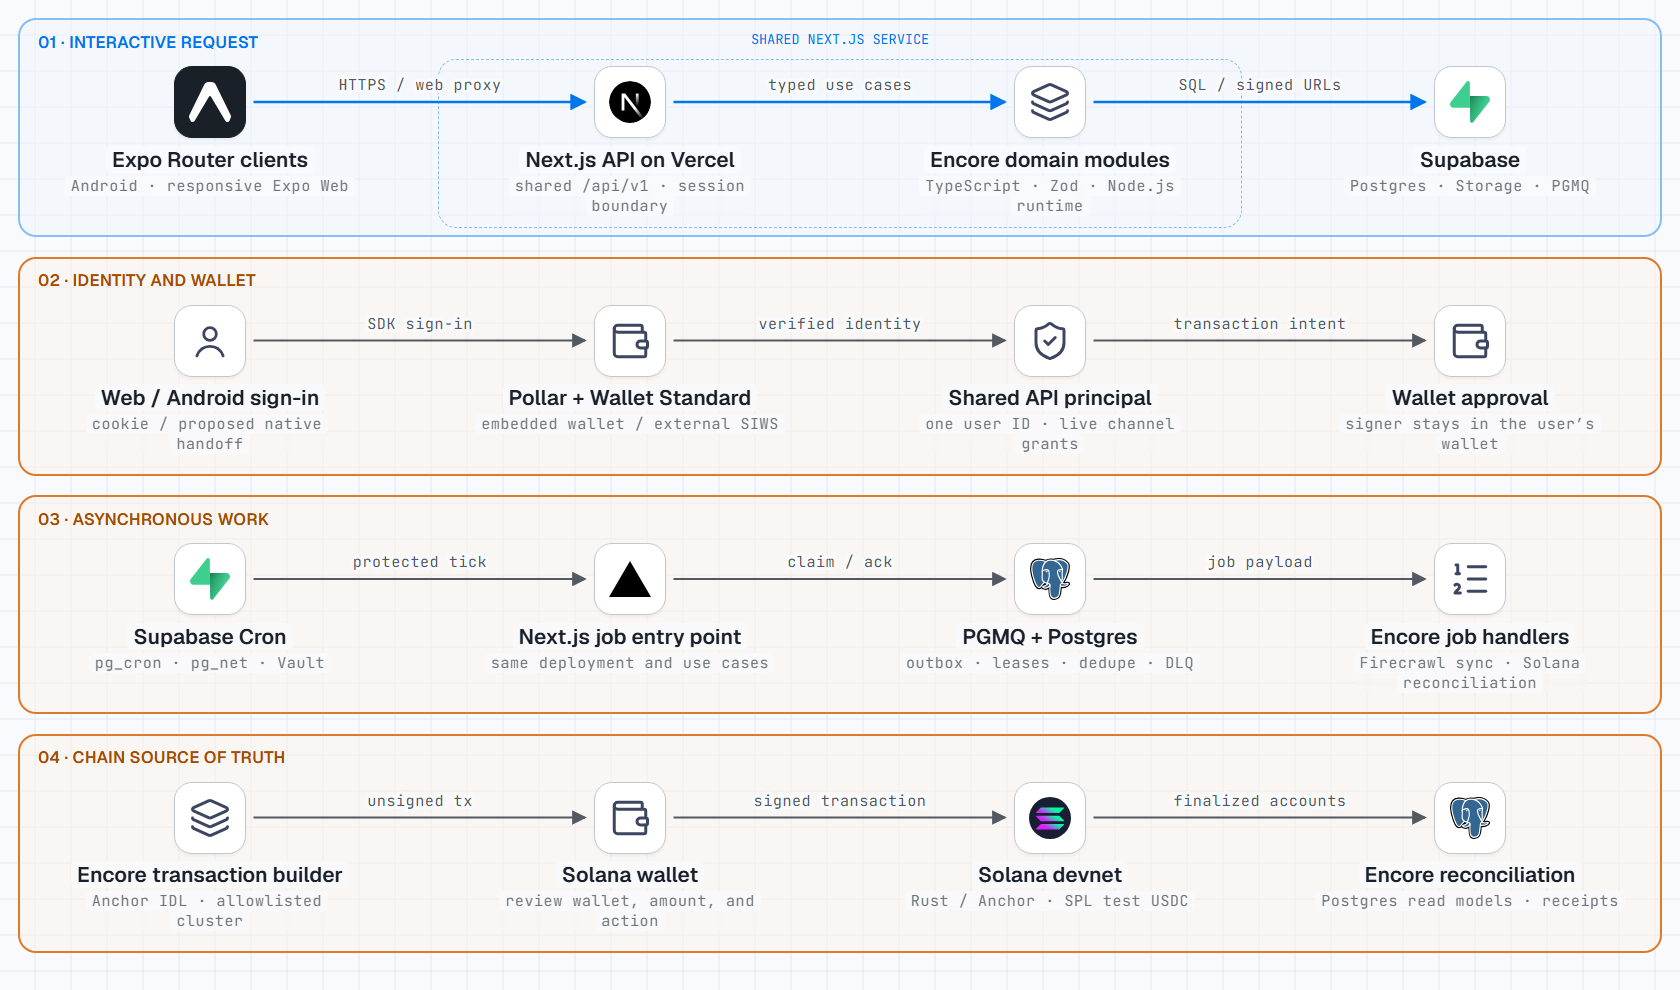 01 · INTERACTIVE REQUEST
SHARED NEXT.JS SERVICE
HTTPS / web proxy
typed use cases
SQL / signed URLs
N
Expo Router clients
Android · responsive Expo Web
Next.js API on Vercel
shared /api/v1 · session
boundary
Encore domain modules
TypeScript · Zod · Node.js
runtime
Supabase
Postgres · Storage · PGMQ
02 · IDENTITY AND WALLET
SDK sign-in
verified identity
transaction intent
Web / Android sign-in
cookie / proposed native
handoff
Pollar + Wallet Standard
embedded wallet / external SIWS
Shared API principal
one user ID · live channel
grants
Wallet approval
signer stays in the user’s
wallet
03 · ASYNCHRONOUS WORK
protected tick
claim / ack
job payload
1
2
Supabase Cron
pg_cron · pg_net · Vault
Next.js job entry point
same deployment and use cases
PGMQ + Postgres
outbox · leases · dedupe · DLQ
Encore job handlers
Firecrawl sync · Solana
reconciliation
04 · CHAIN SOURCE OF TRUTH
unsigned tx
signed transaction
finalized accounts
Encore transaction builder
Anchor IDL · allowlisted
cluster
Solana wallet
review wallet, amount, and
action
Solana devnet
Rust / Anchor · SPL test USDC
Encore reconciliation
Postgres read models · receipts